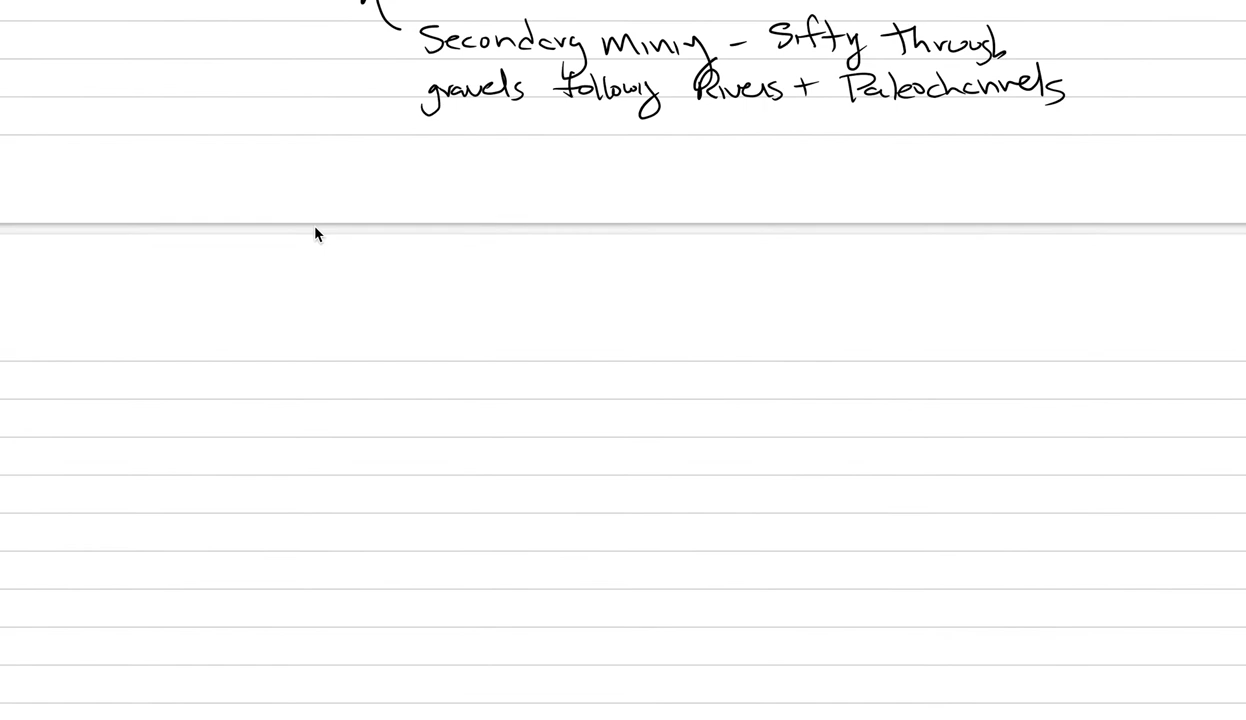 Secondary mining - Sifting through
gravels following Rivers + Paleochannels